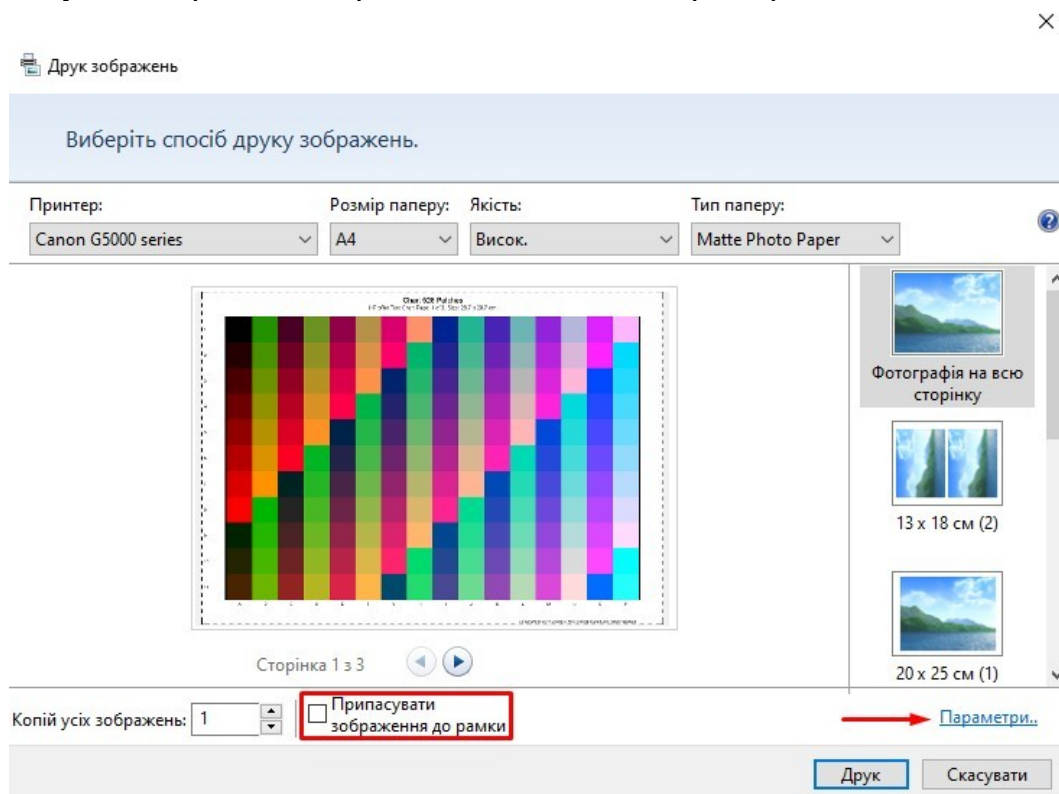 Друк зображень
Виберіть спосіб друку зображень.
Принтер:
Розмір паперу:
Якість:
Тип паперу:
Canon G5000 series
A4
Висок.
Matte Photo Paper
Фотографія на всю
сторінку
13 x 18 см (2)
20 x 25 см (1)
Сторінка 1 з 3
Копій усіх зображень: 1
Припасувати
зображення до рамки
Параметри..
Друк
Скасувати